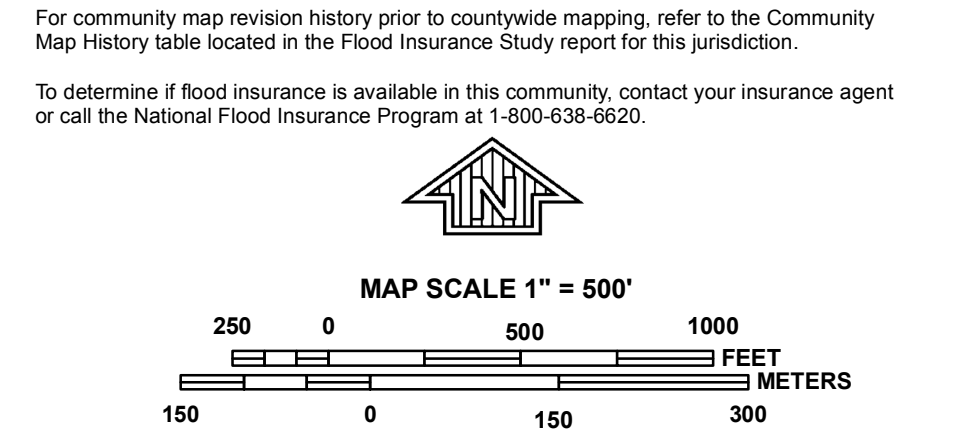 For community map revision history prior to countywide mapping, refer to the Community
Map History table located in the Flood Insurance Study report for this jurisdiction.
To determine if flood insurance is available in this community, contact your insurance agent
or call the National Flood Insurance Program at 1-800-638-6620.
N
MAP SCALE 1" = 500'
250 0 500 1000
FEET
METERS
150 0 150 300